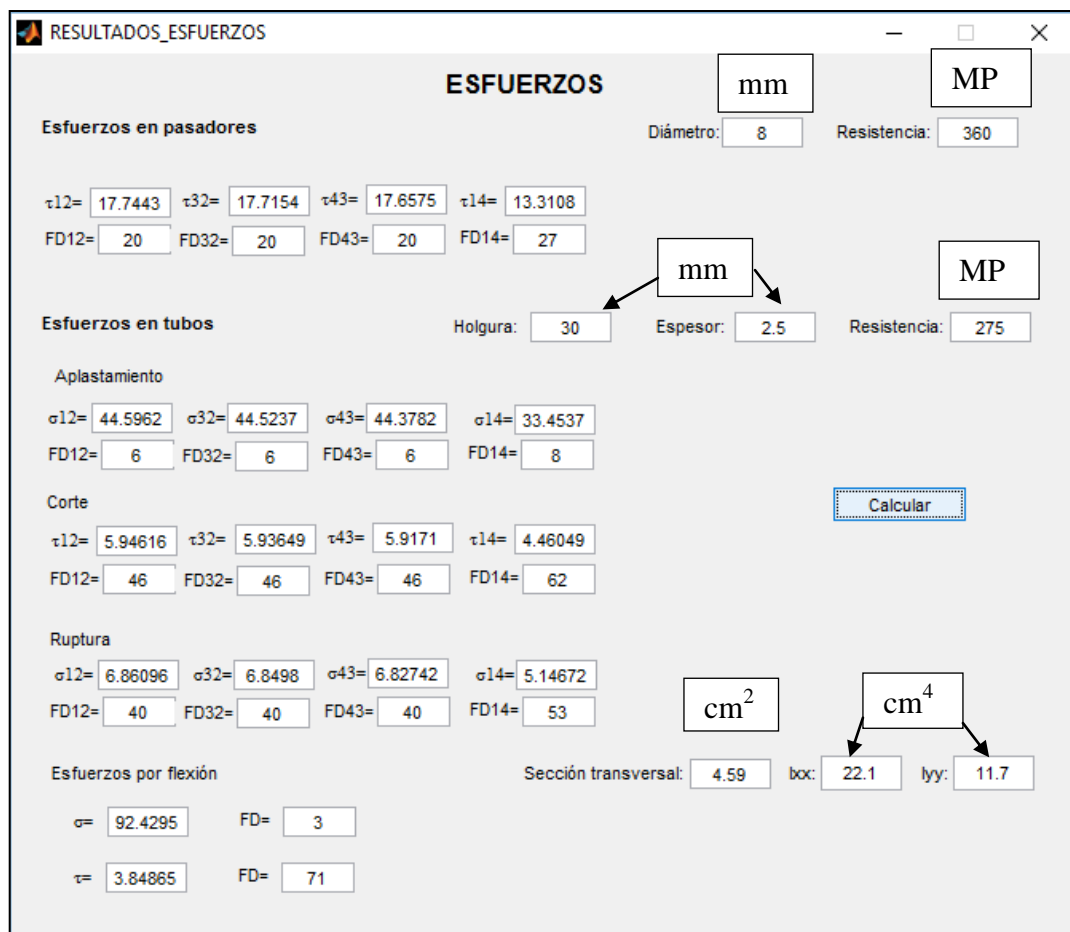 RESULTADOS_ESFUERZOS
ESFUERZOS mm MP
Esfuerzos en pasadores Diámetro: 8 Resistencia: 360
τ12= 17.7443 τ32= 17.7154 τ43= 17.6575 τ14= 13.3108
FD12= 20 FD32= 20 FD43= 20 FD14= 27
mm MP
Esfuerzos en tubos Holgura: 30 Espesor: 2.5 Resistencia: 275
Aplastamiento
σ12= 44.5962 σ32= 44.5237 σ43= 44.3782 σ14= 33.4537
FD12= 6 FD32= 6 FD43= 6 FD14= 8
Corte Calcular
τ12= 5.94616 τ32= 5.93649 τ43= 5.9171 τ14= 4.46049
FD12= 46 FD32= 46 FD43= 46 FD14= 62
Ruptura
σ12= 6.86096 σ32= 6.8498 σ43= 6.82742 σ14= 5.14672
FD12= 40 FD32= 40 FD43= 40 FD14= 53
cm² cm⁴
Esfuerzos por flexión Sección transversal: 4.59 Ixx: 22.1 Iyy: 11.7
σ= 92.4295 FD= 3
τ= 3.84865 FD= 71